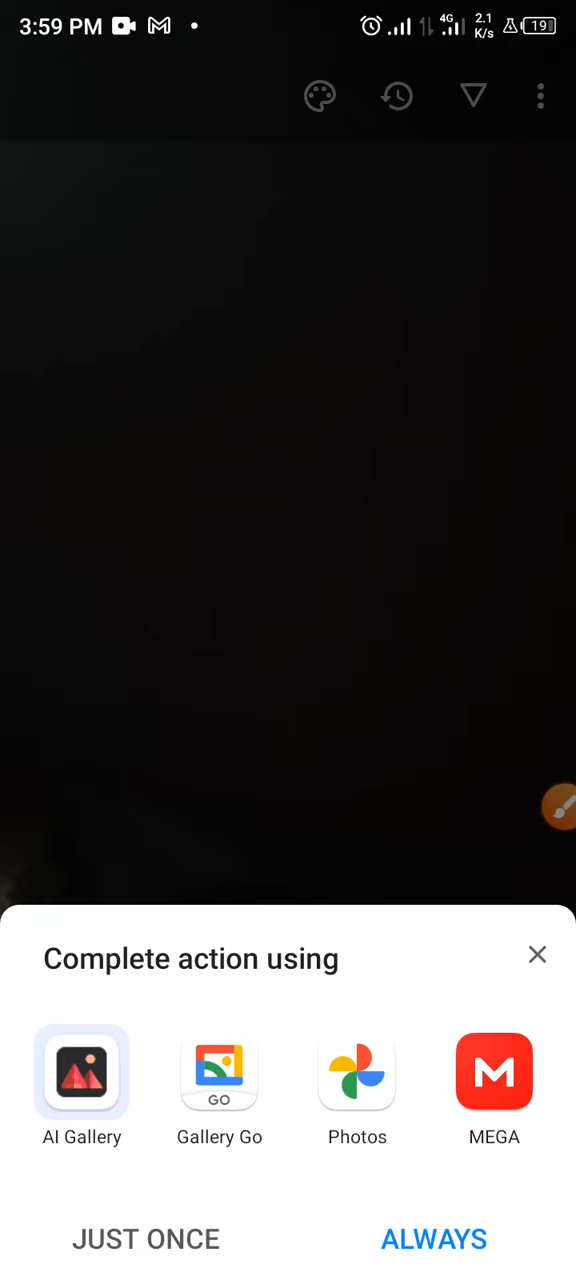 3:59 PM 4G 2.1 K/s 19
Complete action using
GO
AI Gallery Gallery Go Photos MEGA
JUST ONCE ALWAYS